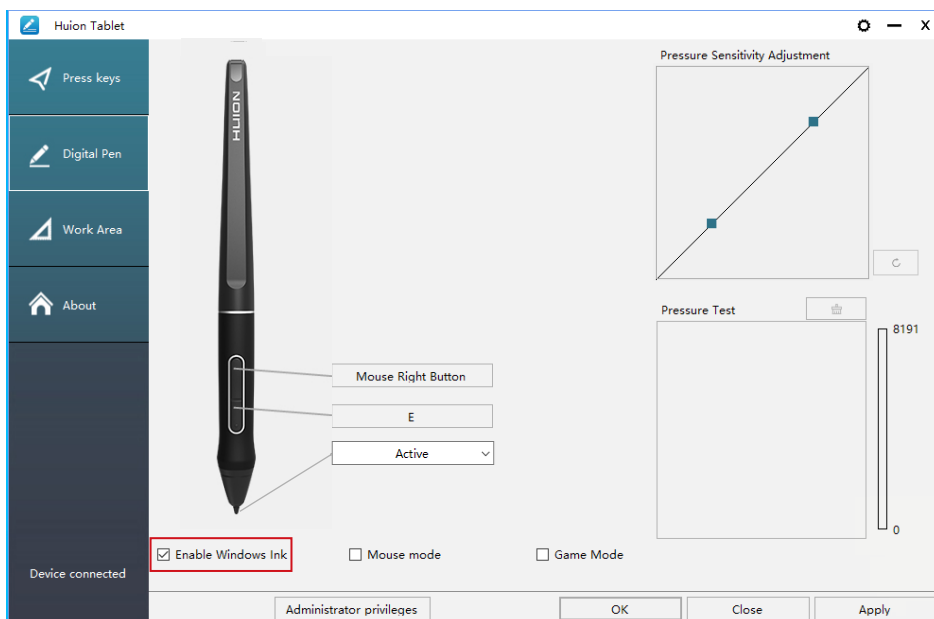 Huion Tablet
X
Press keys
Digital Pen
Work Area
About
Device connected
HUION
Mouse Right Button
E
Active
Enable Windows Ink
Mouse mode
Game Mode
Pressure Sensitivity Adjustment
Pressure Test
8191
0
Administrator privileges
OK
Close
Apply